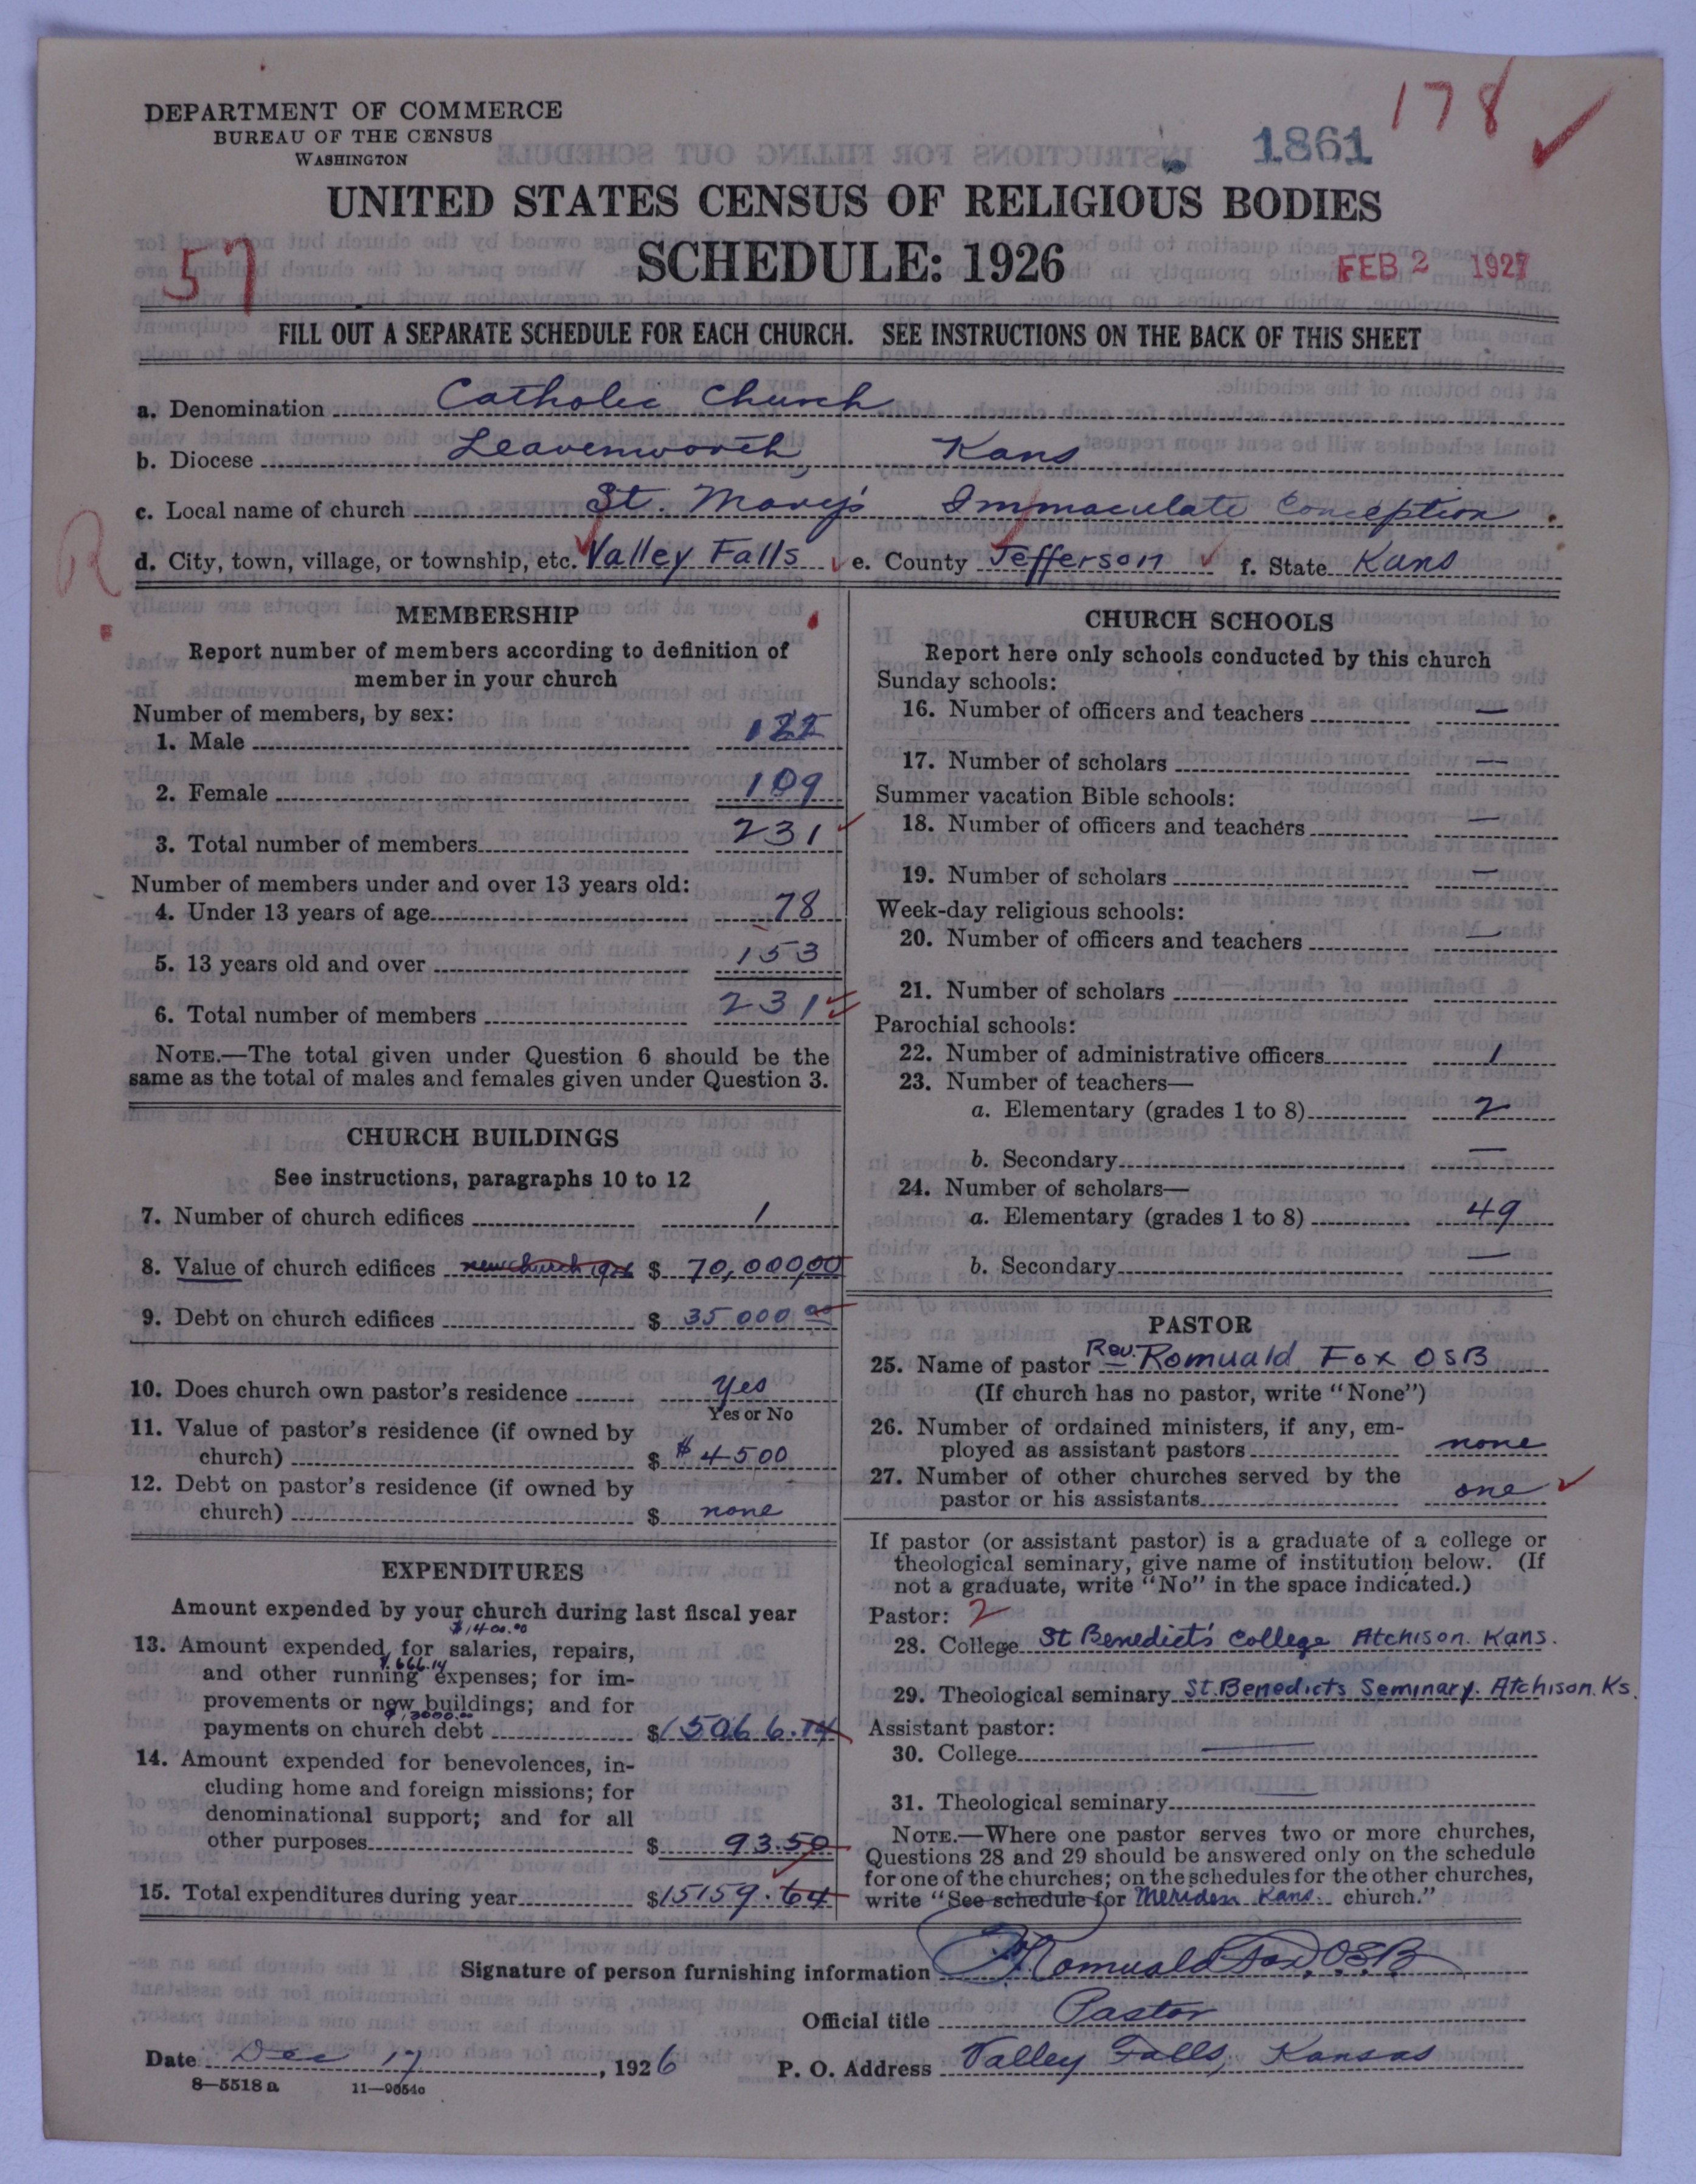 178
1861
DEPARTMENT OF COMMERCE
BUREAU OF THE CENSUS
WASHINGTON
UNITED STATES CENSUS OF RELIGIOUS BODIES
57
SCHEDULE: 1926
FEB 2 1927
FILL OUT A SEPARATE SCHEDULE FOR EACH CHURCH. SEE INSTRUCTIONS ON THE BACK OF THIS SHEET
a. Denomination Catholic Church
b. Diocese Leavenworth, Kans
c. Local name of church St. Mary's Immaculate Conception.
R
d. City, town, village, or township, etc. Valley Falls e. County Jefferson f. State Kans
MEMBERSHIP
Report number of members according to definition of
member in your church
Number of members, by sex:
1. Male 122
2. Female 109
3. Total number of members 231
Number of members under and over 13 years old:
4. Under 13 years of age 78
5. 13 years old and over 153
6. Total number of members 231
NOTE.—The total given under Question 6 should be the
same as the total of males and females given under Question 3.
CHURCH BUILDINGS
See instructions, paragraphs 10 to 12
7. Number of church edifices 1
8. Value of church edifices new church $ 70,000,00
9. Debt on church edifices $ 35 000 00
10. Does church own pastor's residence yes
Yes or No
11. Value of pastor's residence (if owned by
church) $ $ 4500
12. Debt on pastor's residence (if owned by
church) $ none
EXPENDITURES
Amount expended by your church during last fiscal year
$1400.00
13. Amount expended for salaries, repairs,
666.14
and other running expenses; for im-
provements or new buildings; and for
13000.00
payments on church debt $15066.14
14. Amount expended for benevolences, in-
cluding home and foreign missions; for
denominational support; and for all
other purposes $ 93.50
15. Total expenditures during year $15159.64
CHURCH SCHOOLS
Report here only schools conducted by this church
Sunday schools:
16. Number of officers and teachers —
17. Number of scholars —
Summer vacation Bible schools:
18. Number of officers and teachers —
19. Number of scholars —
Week-day religious schools:
20. Number of officers and teachers —
21. Number of scholars —
Parochial schools:
22. Number of administrative officers 1
23. Number of teachers—
a. Elementary (grades 1 to 8) 2
b. Secondary —
24. Number of scholars—
a. Elementary (grades 1 to 8) 49
b. Secondary —
PASTOR
25. Name of pastor Rev. Romuald Fox OSB
(If church has no pastor, write "None")
26. Number of ordained ministers, if any, em-
ployed as assistant pastors none
27. Number of other churches served by the
pastor or his assistants one
If pastor (or assistant pastor) is a graduate of a college or
theological seminary, give name of institution below. (If
not a graduate, write "No" in the space indicated.)
Pastor: 2
28. College St Benedict's College Atchison. Kans.
29. Theological seminary St. Benedicts Seminary. Atchison. Ks.
Assistant pastor:
30. College —
31. Theological seminary —
NOTE.—Where one pastor serves two or more churches,
Questions 28 and 29 should be answered only on the schedule
for one of the churches; on the schedules for the other churches,
write "See schedule for Meriden Kans. church."
Signature of person furnishing information Romuald Fox, O.S.B.
Official title Pastor
Date Dec 17, 1926 P. O. Address Valley Falls, Kansas
8—5518 a 11—9054c